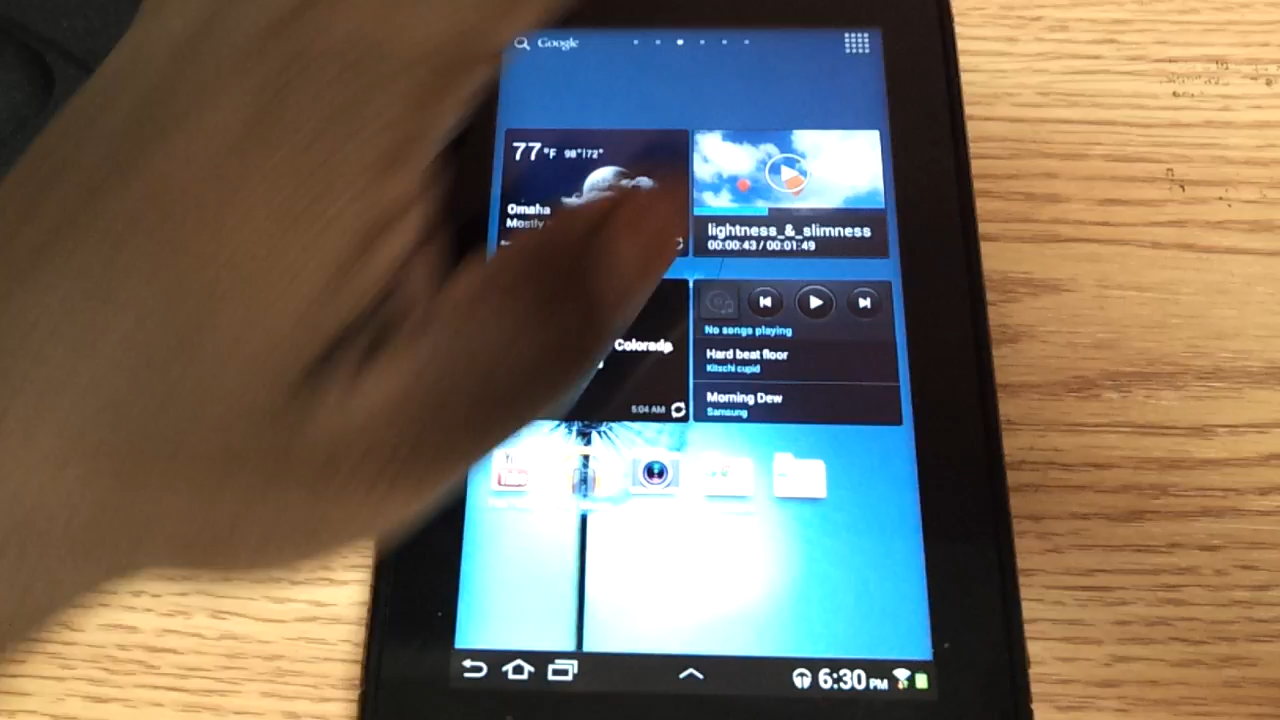 Google
77°F 98°|72°
Omaha
Mostly
lightness_&_slimness
00:00:43 / 00:01:49
Colorado
5:04 AM
No songs playing
Hard beat floor
Kitschi cupid
Morning Dew
Samsung
6:30 PM